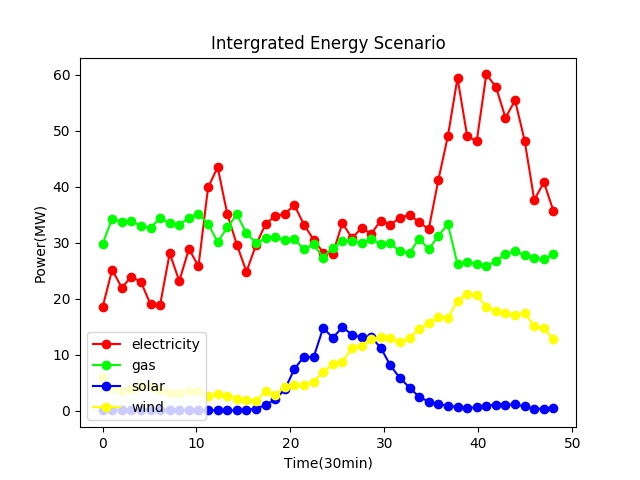 Intergrated Energy Scenario
Power(MW)
60
50
40
30
20
10
0
electricity
gas
solar
wind
0 10 20 30 40 50
Time(30min)